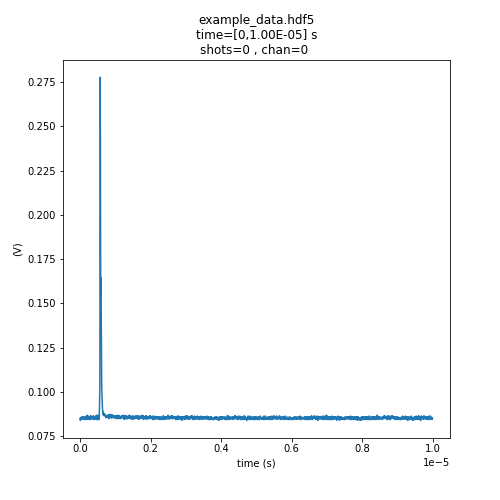 example_data.hdf5
time=[0,1.00E-05] s
shots=0 , chan=0
0.275
0.250
0.225
0.200
0.175
0.150
0.125
0.100
0.075
(V)
0.0 0.2 0.4 0.6 0.8 1.0
1e−5
time (s)